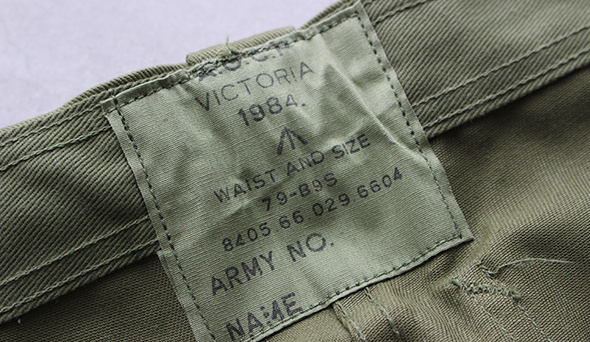 A.G.C.F.
VICTORIA
1984.
WAIST AND SIZE
79-89S
8405 66 029 6604
ARMY NO.
NAME